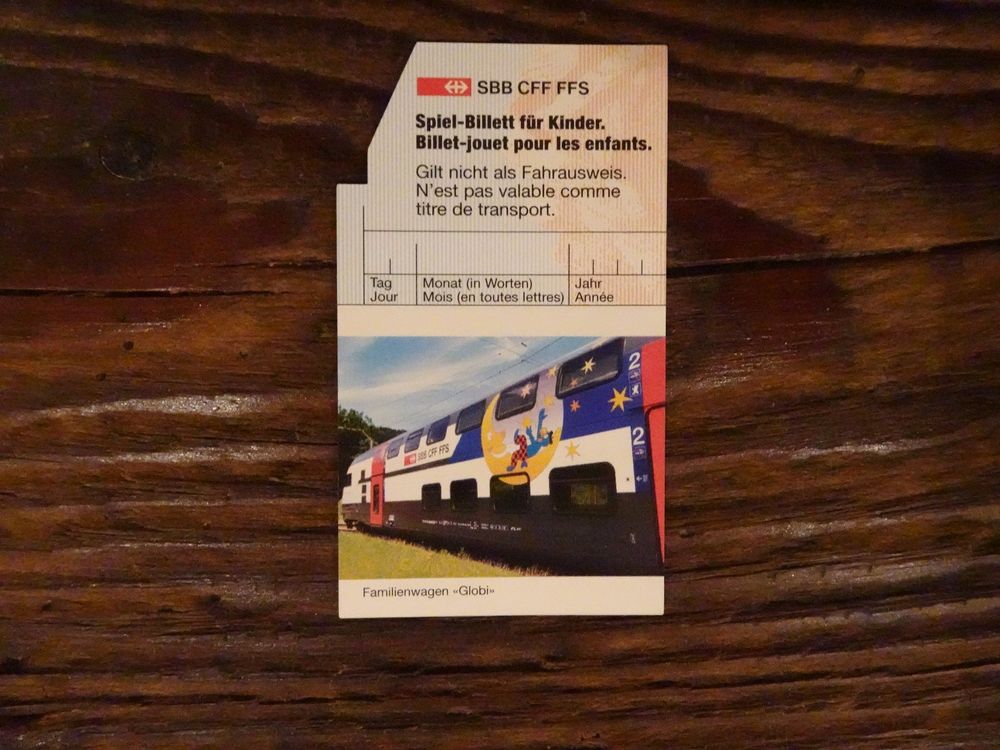 SBB CFF FFS
Spiel-Billett für Kinder.
Billet-jouet pour les enfants.
Gilt nicht als Fahrausweis.
N'est pas valable comme
titre de transport.
Tag
Jour
Monat (in Worten)
Mois (en toutes lettres)
Jahr
Année
2
SBB CFF FFS
2
Familienwagen «Globi»